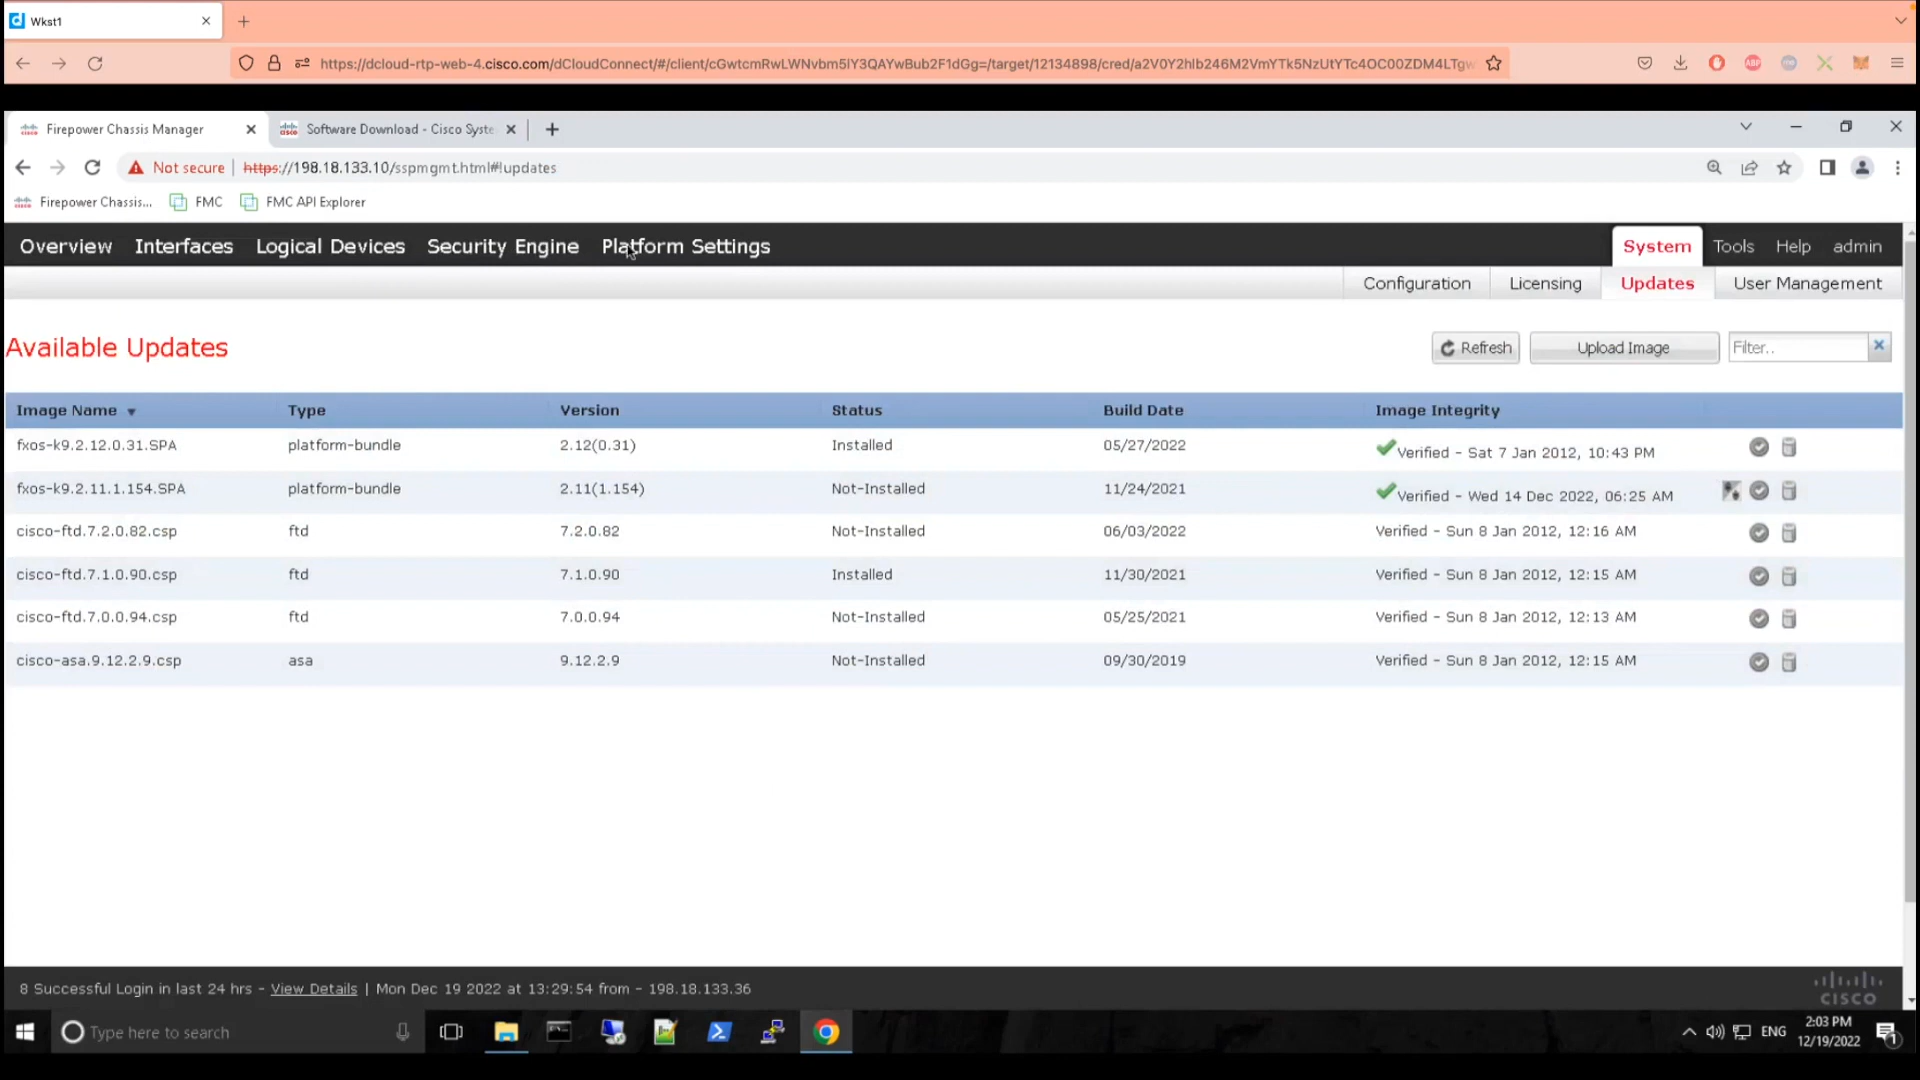 Wkst1
https://dcloud-rtp-web-4.cisco.com/dCloudConnect/#/client/
Firepower Chassis Manager
Software Download - Cisco Syste
Not secure https://198.18.133.10/sspmgmt.html#!updates
Firepower Chassis... FMC FMC API Explorer
Overview Interfaces Logical Devices Security Engine Platform Settings System Tools Help admin
Configuration Licensing Updates User Management
Available Updates Refresh Upload Image Filter..
Image Name Type Version Status Build Date Image Integrity
fxos-k9.2.12.0.31.SPA platform-bundle 2.12(0.31) Installed 05/27/2022 Verified - Sat 7 Jan 2012, 10:43 PM
fxos-k9.2.11.1.154.SPA platform-bundle 2.11(1.154) Not-Installed 11/24/2021 Verified - Wed 14 Dec 2022, 06:25 AM
cisco-ftd.7.2.0.82.csp ftd 7.2.0.82 Not-Installed 06/03/2022 Verified - Sun 8 Jan 2012, 12:16 AM
cisco-ftd.7.1.0.90.csp ftd 7.1.0.90 Installed 11/30/2021 Verified - Sun 8 Jan 2012, 12:15 AM
cisco-ftd.7.0.0.94.csp ftd 7.0.0.94 Not-Installed 05/25/2021 Verified - Sun 8 Jan 2012, 12:13 AM
cisco-asa.9.12.2.9.csp asa 9.12.2.9 Not-Installed 09/30/2019 Verified - Sun 8 Jan 2012, 12:15 AM
8 Successful Login in last 24 hrs - View Details | Mon Dec 19 2022 at 13:29:54 from - 198.18.133.36
CISCO
Type here to search
ENG
2:03 PM
12/19/2022
1